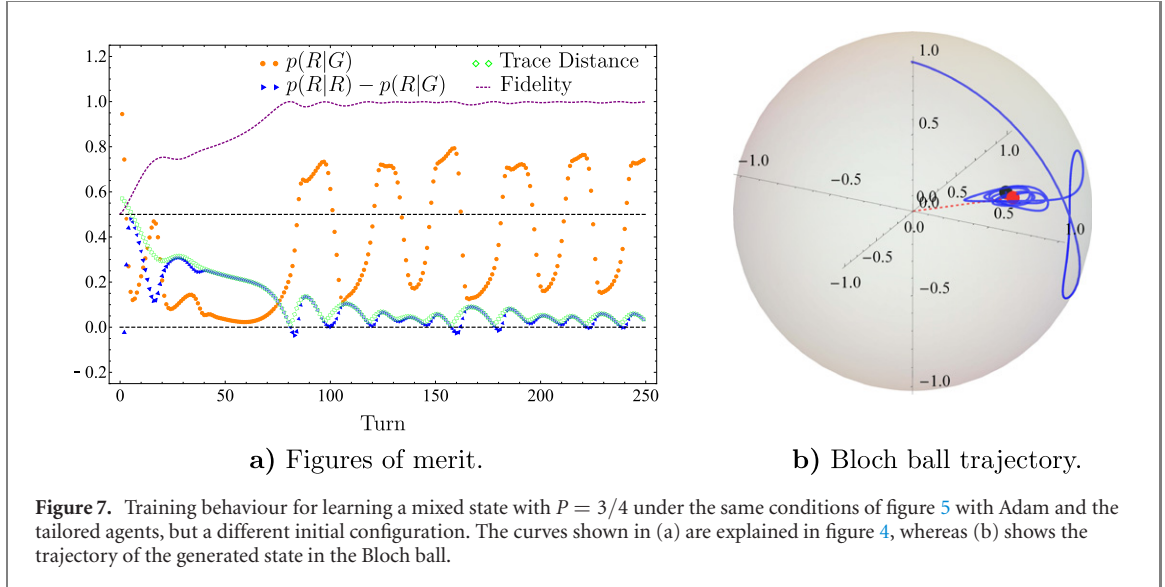 1.2
1.0
0.8
0.6
0.4
0.2
0.0
−0.2
p(R|G)
Trace Distance
p(R|R) − p(R|G)
Fidelity
0 50 100 150 200 250
Turn
a) Figures of merit.
1.0
0.5
1.0
−1.0
−0.5
0.5
0.0
0.0
0.5
0.0
1.0
−0.5
−0.5
−1.0
−1.0
b) Bloch ball trajectory.
Figure 7. Training behaviour for learning a mixed state with P = 3/4 under the same conditions of figure 5 with Adam and the
tailored agents, but a different initial configuration. The curves shown in (a) are explained in figure 4, whereas (b) shows the
trajectory of the generated state in the Bloch ball.